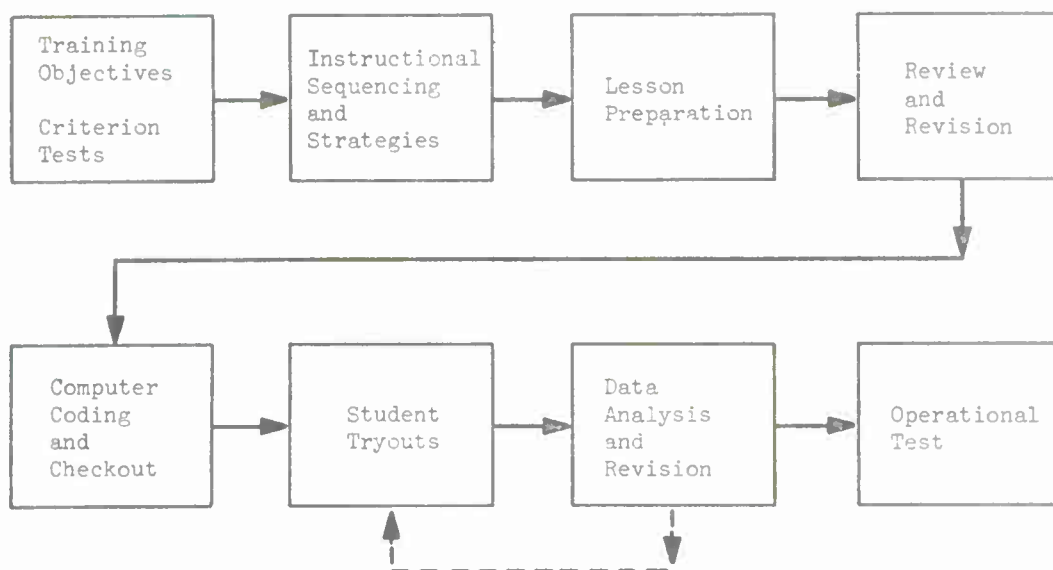 Training
Objectives
Criterion
Tests
Instructional
Sequencing
and
Strategies
Lesson
Preparation
Review
and
Revision
Computer
Coding
and
Checkout
Student
Tryouts
Data
Analysis
and
Revision
Operational
Test